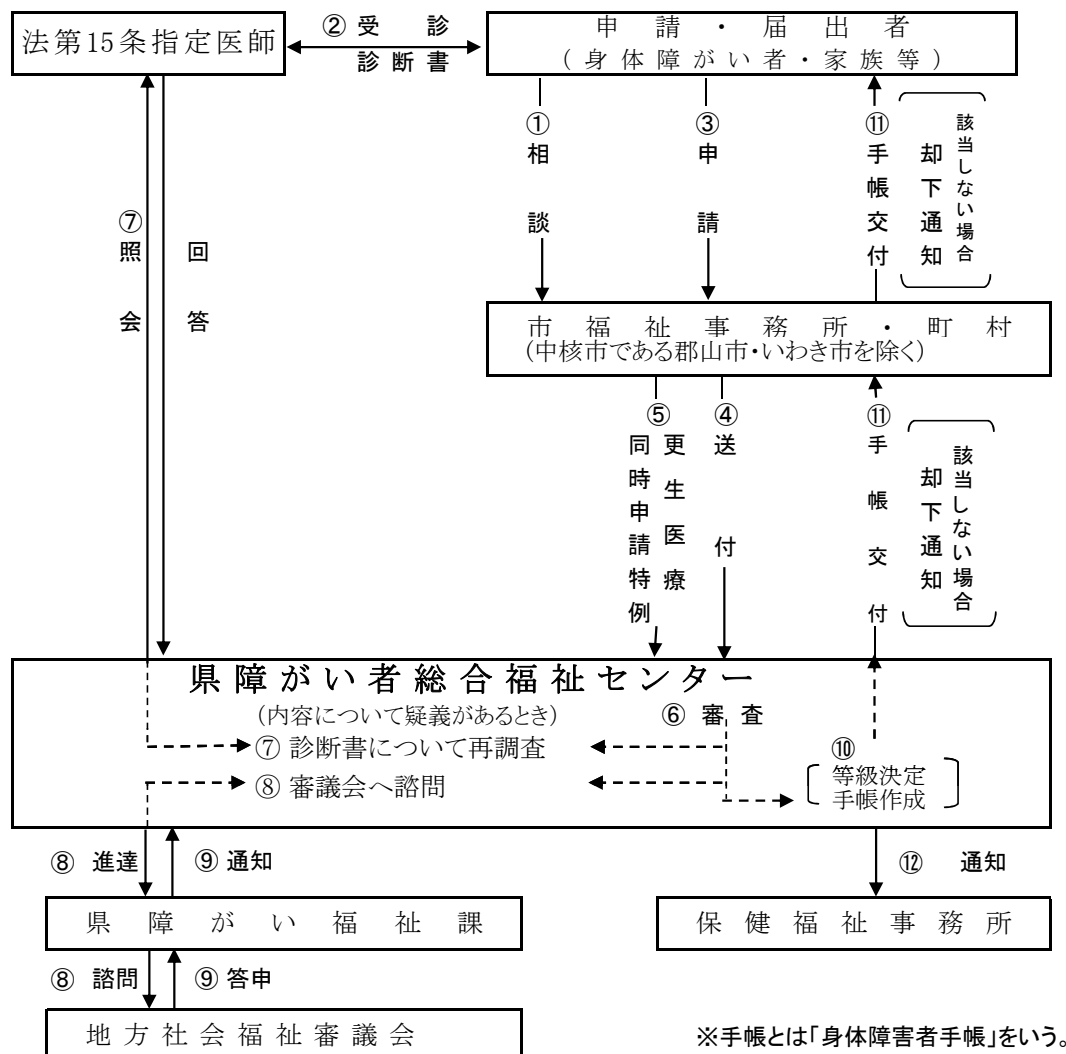 法第15条指定医師
② 受 診
診 断 書
申 請 ・ 届 出 者
( 身 体 障 が い 者 ・ 家 族 等 )
① 相 談
③ 申 請
⑪ 手 帳 交 付
該当しない場合
却下通知
⑦ 照 会
回 答
市 福 祉 事 務 所 ・ 町 村
(中核市である郡山市・いわき市を除く)
⑤ 更生医療
同時申請特例
④ 送 付
⑪ 手 帳 交 付
該当しない場合
却下通知
県 障 が い 者 総 合 福 祉 セ ン タ ー
(内容について疑義があるとき)
⑥ 審 査
⑦ 診断書について再調査
⑧ 審議会へ諮問
⑩
等級決定
手帳作成
⑧ 進達
⑨ 通知
⑫ 通知
県 障 が い 福 祉 課
保 健 福 祉 事 務 所
⑧ 諮問
⑨ 答申
地 方 社 会 福 祉 審 議 会
※手帳とは「身体障害者手帳」をいう。